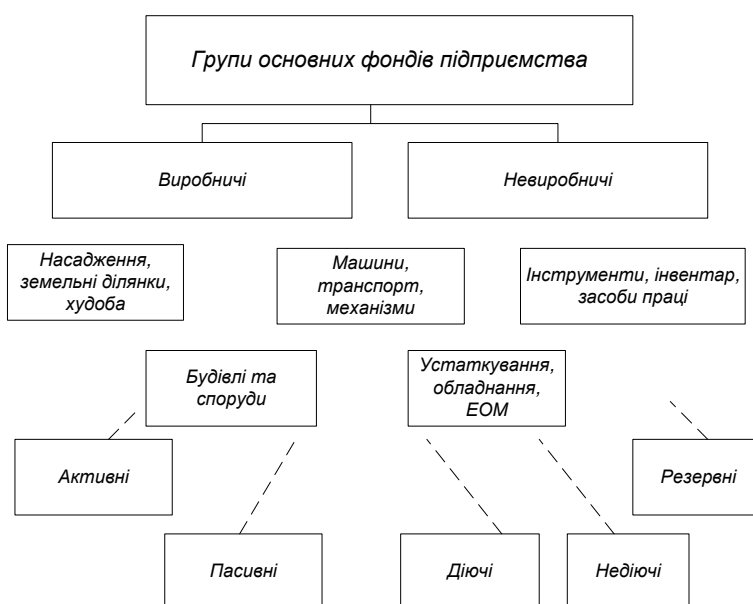 Групи основних фондів підприємства
Виробничі
Невиробничі
Насадження,
земельні ділянки,
худоба
Машини,
транспорт,
механізми
Інструменти, інвентар,
засоби праці
Будівлі та
споруди
Устаткування,
обладнання,
ЕОМ
Активні
Резервні
Пасивні
Діючі
Недіючі